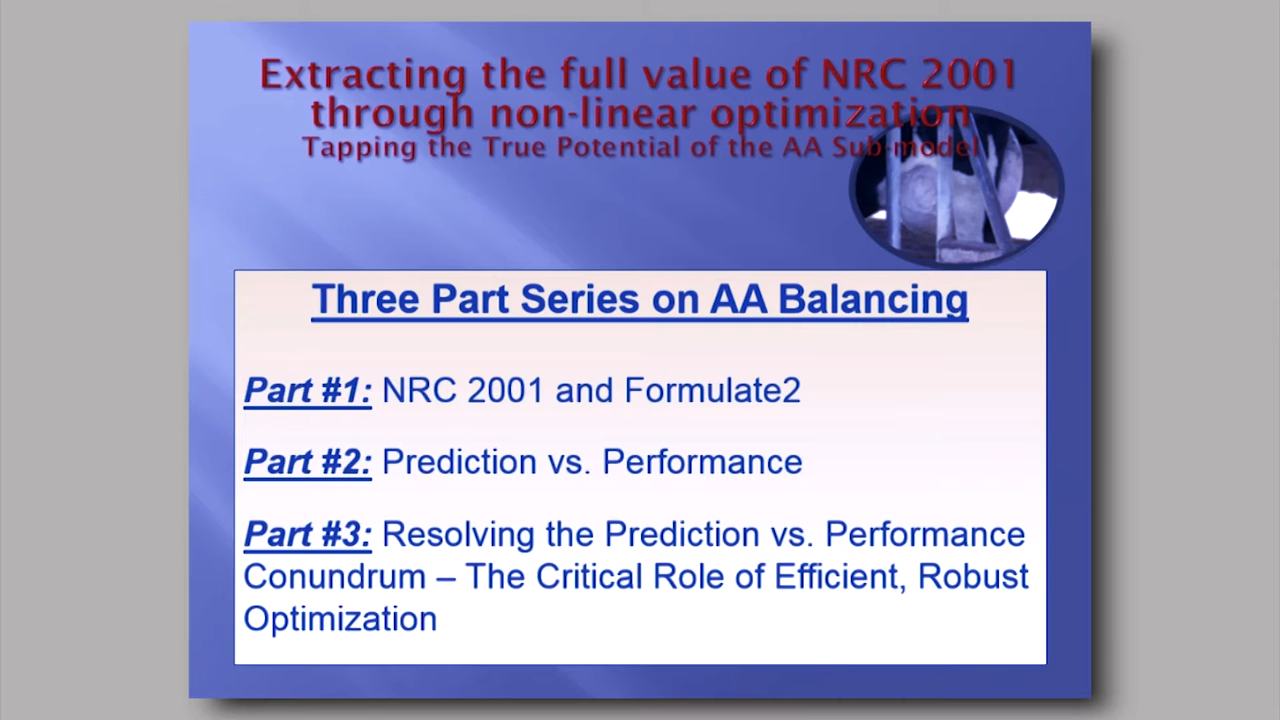 Extracting the full value of NRC 2001
through non-linear optimization
Tapping the True Potential of the AA Sub-model
Three Part Series on AA Balancing
Part #1: NRC 2001 and Formulate2
Part #2: Prediction vs. Performance
Part #3: Resolving the Prediction vs. Performance
Conundrum – The Critical Role of Efficient, Robust
Optimization